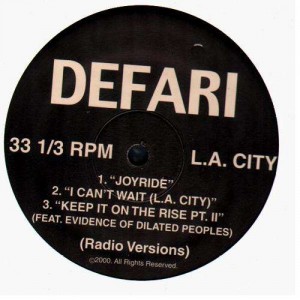 DEFARI
33 1/3 RPM L.A. CITY
1. "JOYRIDE"
2. "I CAN'T WAIT (L.A. CITY)"
3. "KEEP IT ON THE RISE PT. II"
(FEAT. EVIDENCE OF DILATED PEOPLES)
(Radio Versions)
©2000. All Rights Reserved.